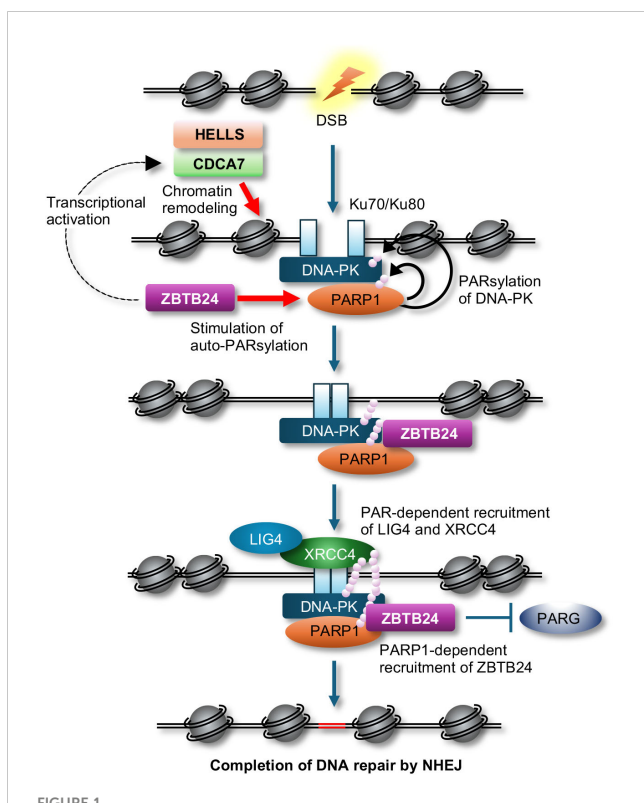 DSB
HELLS
CDCA7
Transcriptional
activation
Chromatin
remodeling
Ku70/Ku80
DNA-PK
PARsylation
of DNA-PK
ZBTB24
PARP1
Stimulation of
auto-PARsylation
DNA-PK
ZBTB24
PARP1
PAR-dependent recruitment
of LIG4 and XRCC4
LIG4
XRCC4
DNA-PK
ZBTB24
PARG
PARP1
PARP1-dependent
recruitment of ZBTB24
Completion of DNA repair by NHEJ
FIGURE 1